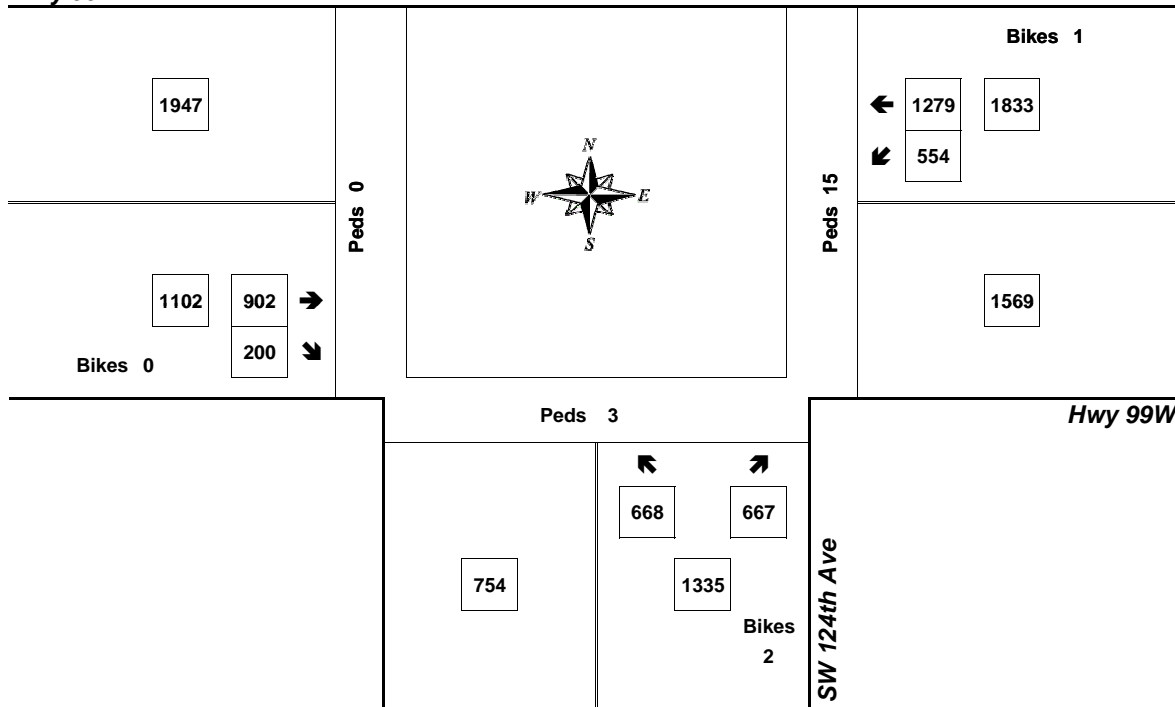 Bikes 1
1947
1279 1833
554
N
W E
S
Peds 0
Peds 15
1102 902
200
Bikes 0
1569
Peds 3
Hwy 99W
668 667
754
1335
Bikes
2
SW 124th Ave